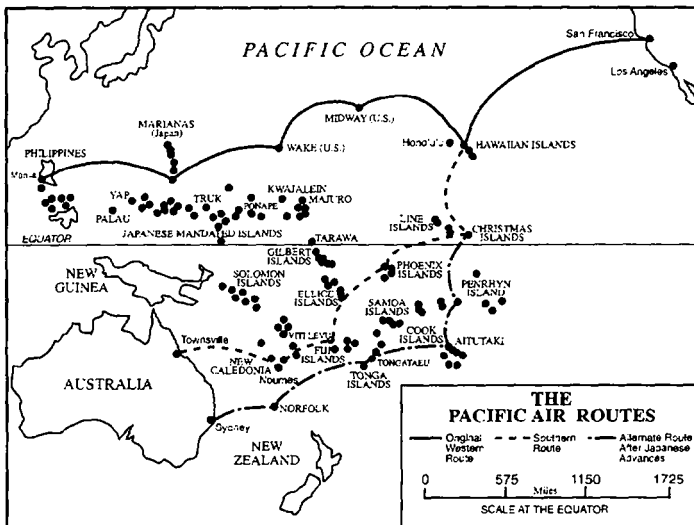 San Francisco
PACIFIC OCEAN
Los Angeles
MIDWAY (U.S.)
MARIANAS
(Japan)
WAKE (U.S.)
Honolulu
HAWAIIAN ISLANDS
PHILIPPINES
Manila
YAP
TRUK
KWAJALEIN
MAJURO
PONAPE
PALAU
LINE
ISLANDS
CHRISTMAS
ISLANDS
JAPANESE MANDATED ISLANDS
EQUATOR
TARAWA
GILBERT
ISLANDS
NEW
GUINEA
SOLOMON
ISLANDS
PHOENIX
ISLANDS
PENRHYN
ISLAND
ELLICE
ISLANDS
SAMOA
ISLANDS
COOK
ISLANDS
VITI LEVU
FIJI
ISLANDS
AITUTAKI
Townsville
NEW
CALEDONIA
Noumea
TONGATABU
TONGA
ISLANDS
AUSTRALIA
NORFOLK
Sydney
NEW
ZEALAND
THE
PACIFIC AIR ROUTES
Original
Western
Route
Southern
Route
Alternate Route
After Japanese
Advances
0 575 1150 1725
Miles
SCALE AT THE EQUATOR